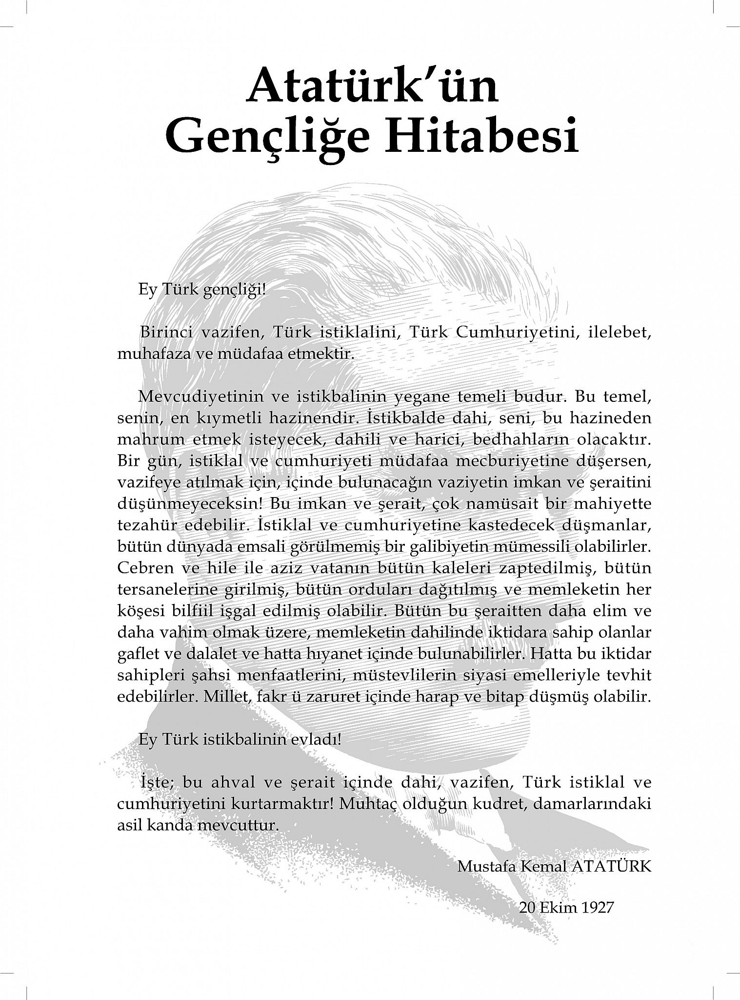 Atatürk’ün
Gençliğe Hitabesi
Ey Türk gençliği!
Birinci vazifen, Türk istiklalini, Türk Cumhuriyetini, ilelebet,
muhafaza ve müdafaa etmektir.
Mevcudiyetinin ve istikbalinin yegane temeli budur. Bu temel,
senin, en kıymetli hazinendir. İstikbalde dahi, seni, bu hazineden
mahrum etmek isteyecek, dahili ve harici, bedhahların olacaktır.
Bir gün, istiklal ve cumhuriyeti müdafaa mecburiyetine düşersen,
vazifeye atılmak için, içinde bulunacağın vaziyetin imkan ve şeraitini
düşünmeyeceksin! Bu imkan ve şerait, çok namüsait bir mahiyette
tezahür edebilir. İstiklal ve cumhuriyetine kastedecek düşmanlar,
bütün dünyada emsali görülmemiş bir galibiyetin mümessili olabilirler.
Cebren ve hile ile aziz vatanın bütün kaleleri zaptedilmiş, bütün
tersanelerine girilmiş, bütün orduları dağıtılmış ve memleketin her
köşesi bilfiil işgal edilmiş olabilir. Bütün bu şeraitten daha elim ve
daha vahim olmak üzere, memleketin dahilinde iktidara sahip olanlar
gaflet ve dalalet ve hatta hıyanet içinde bulunabilirler. Hatta bu iktidar
sahipleri şahsi menfaatlerini, müstevlilerin siyasi emelleriyle tevhit
edebilirler. Millet, fakr ü zaruret içinde harap ve bitap düşmüş olabilir.
Ey Türk istikbalinin evladı!
İşte; bu ahval ve şerait içinde dahi, vazifen, Türk istiklal ve
cumhuriyetini kurtarmaktır! Muhtaç olduğun kudret, damarlarındaki
asil kanda mevcuttur.
Mustafa Kemal ATATÜRK
20 Ekim 1927